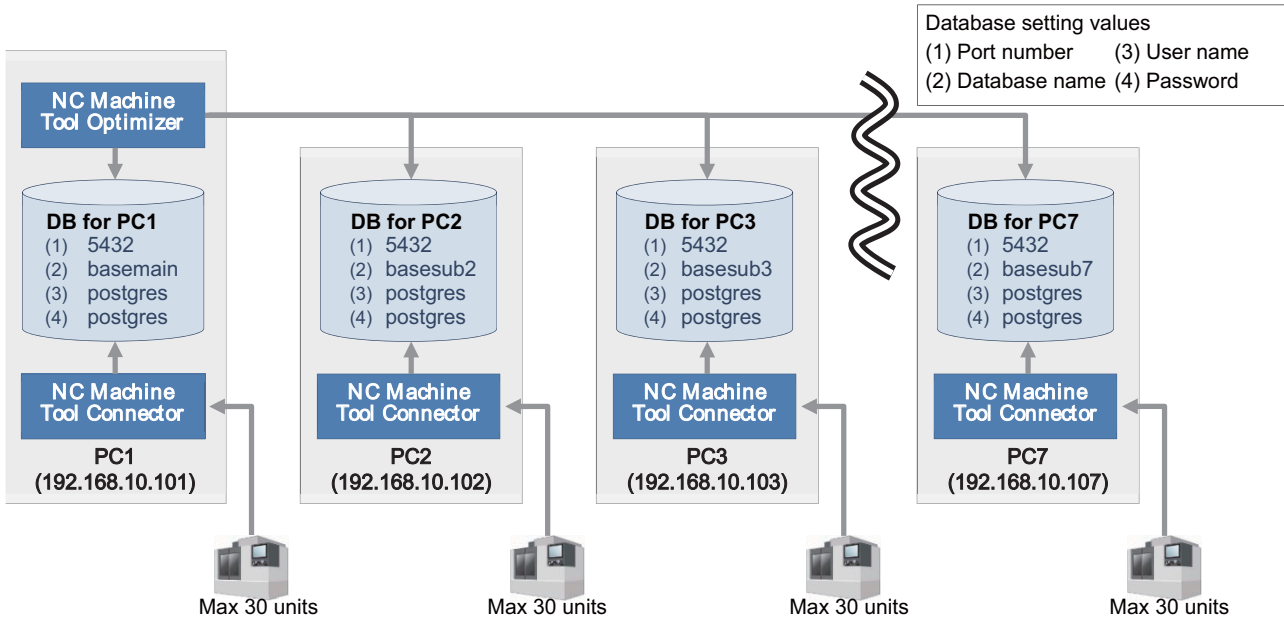 Database setting values
(1) Port number (3) User name
(2) Database name (4) Password
NC Machine
Tool Optimizer
DB for PC1
(1) 5432
(2) basemain
(3) postgres
(4) postgres
NC Machine
Tool Connector
PC1
(192.168.10.101)
Max 30 units
DB for PC2
(1) 5432
(2) basesub2
(3) postgres
(4) postgres
NC Machine
Tool Connector
PC2
(192.168.10.102)
Max 30 units
DB for PC3
(1) 5432
(2) basesub3
(3) postgres
(4) postgres
NC Machine
Tool Connector
PC3
(192.168.10.103)
Max 30 units
DB for PC7
(1) 5432
(2) basesub7
(3) postgres
(4) postgres
NC Machine
Tool Connector
PC7
(192.168.10.107)
Max 30 units